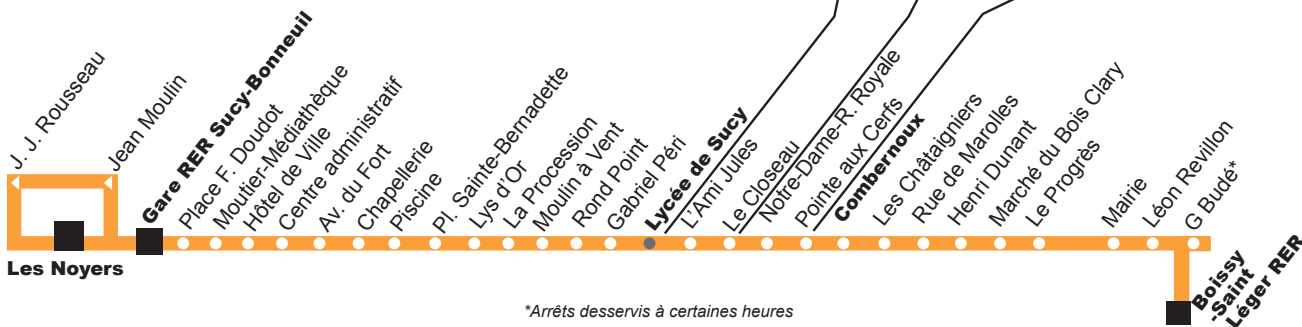 J. J. Rousseau
Jean Moulin
Les Noyers
Gare RER Sucy-Bonneuil
Place F. Doudot
Moutier-Médiathèque
Hôtel de Ville
Centre administratif
Av. du Fort
Chapellerie
Piscine
Pl. Sainte-Bernadette
Lys d'Or
La Procession
Moulin à Vent
Rond Point
Gabriel Péri
Lycée de Sucy
L'Ami Jules
Le Closeau
Notre-Dame-R. Royale
Pointe aux Cerfs
Combernoux
Les Châtaigniers
Rue de Marolles
Henri Dunant
Marché du Bois Clary
Le Progrès
Mairie
Léon Revillon
G Budé*
Boissy
-Saint
Léger RER
*Arrêts desservis à certaines heures